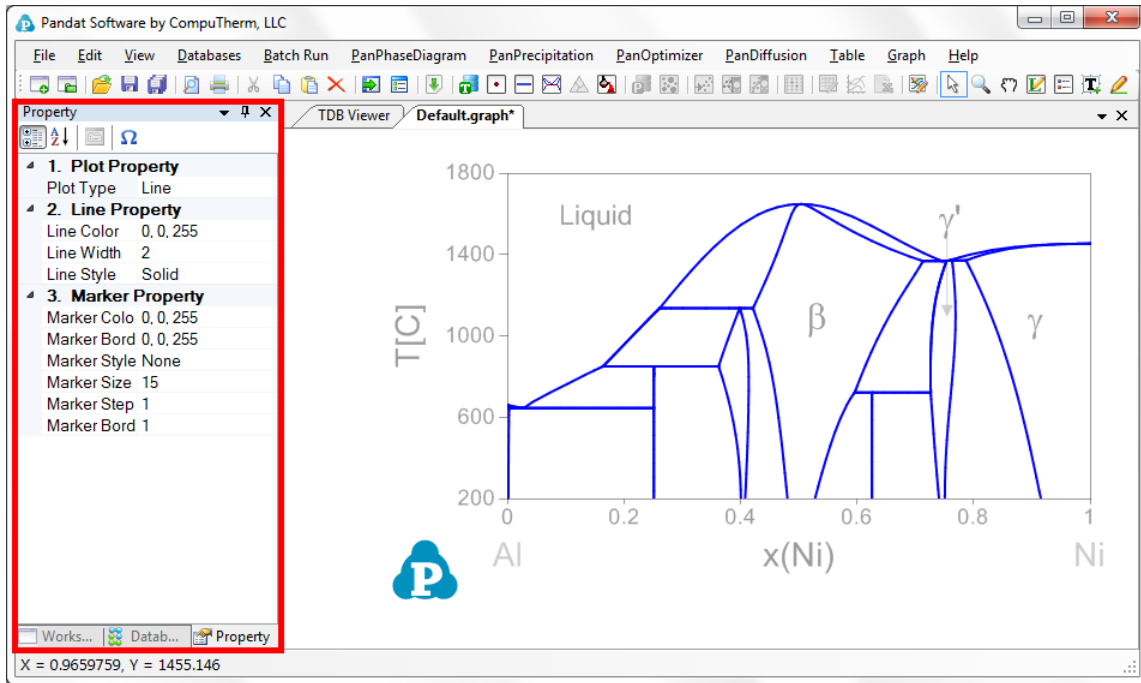 Pandat Software by CompuTherm, LLC
File Edit View Databases Batch Run PanPhaseDiagram PanPrecipitation PanOptimizer PanDiffusion Table Graph Help
Property
TDB Viewer Default.graph*
1. Plot Property
Plot Type Line
2. Line Property
Line Color 0, 0, 255
Line Width 2
Line Style Solid
3. Marker Property
Marker Colo 0, 0, 255
Marker Bord 0, 0, 255
Marker Style None
Marker Size 15
Marker Step 1
Marker Bord 1
1800
1400
1000
600
200
T[C]
Liquid
β
γ'
γ
0 0.2 0.4 0.6 0.8 1
Al x(Ni) Ni
P
Works... Datab... Property
X = 0.9659759, Y = 1455.146